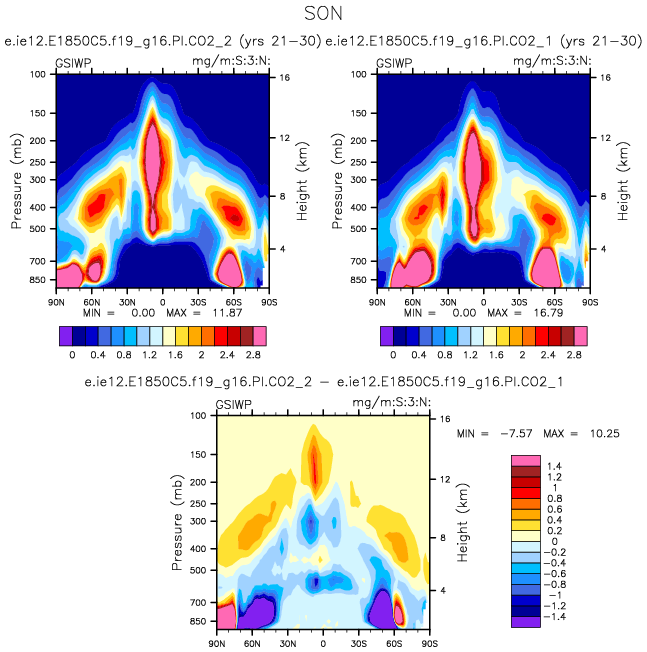 SON
e.ie12.E1850C5.f19_g16.PI.CO2_2 (yrs 21-30) e.ie12.E1850C5.f19_g16.PI.CO2_1 (yrs 21-30)
GSIWP mg/m:S:3:N: GSIWP mg/m:S:3:N:
100 16 100 16
150 150
200 12 200 12
250 250
300 300
8 8
400 400
500 500
4 4
700 700
850 850
Pressure (mb) Height (km) Pressure (mb) Height (km)
90N 60N 30N 0 30S 60S 90S 90N 60N 30N 0 30S 60S 90S
MIN = 0.00 MAX = 11.87 MIN = 0.00 MAX = 16.79
0 0.4 0.8 1.2 1.6 2 2.4 2.8 0 0.4 0.8 1.2 1.6 2 2.4 2.8
e.ie12.E1850C5.f19_g16.PI.CO2_2 - e.ie12.E1850C5.f19_g16.PI.CO2_1
GSIWP mg/m:S:3:N:
MIN = -7.57 MAX = 10.25
100 16
150
200 12
250
300
8
400
500
4
700
850
Pressure (mb) Height (km)
90N 60N 30N 0 30S 60S 90S
1.4
1.2
1
0.8
0.6
0.4
0.2
0
-0.2
-0.4
-0.6
-0.8
-1
-1.2
-1.4